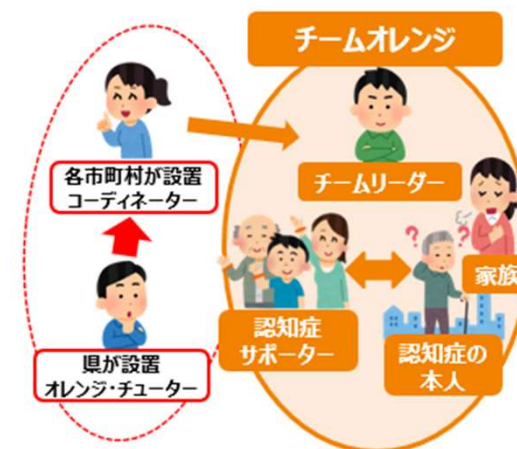 チームオレンジ
各市町村が設置
コーディネーター
チームリーダー
県が設置
オレンジ・チューター
認知症
サポーター
家族
認知症の
本人